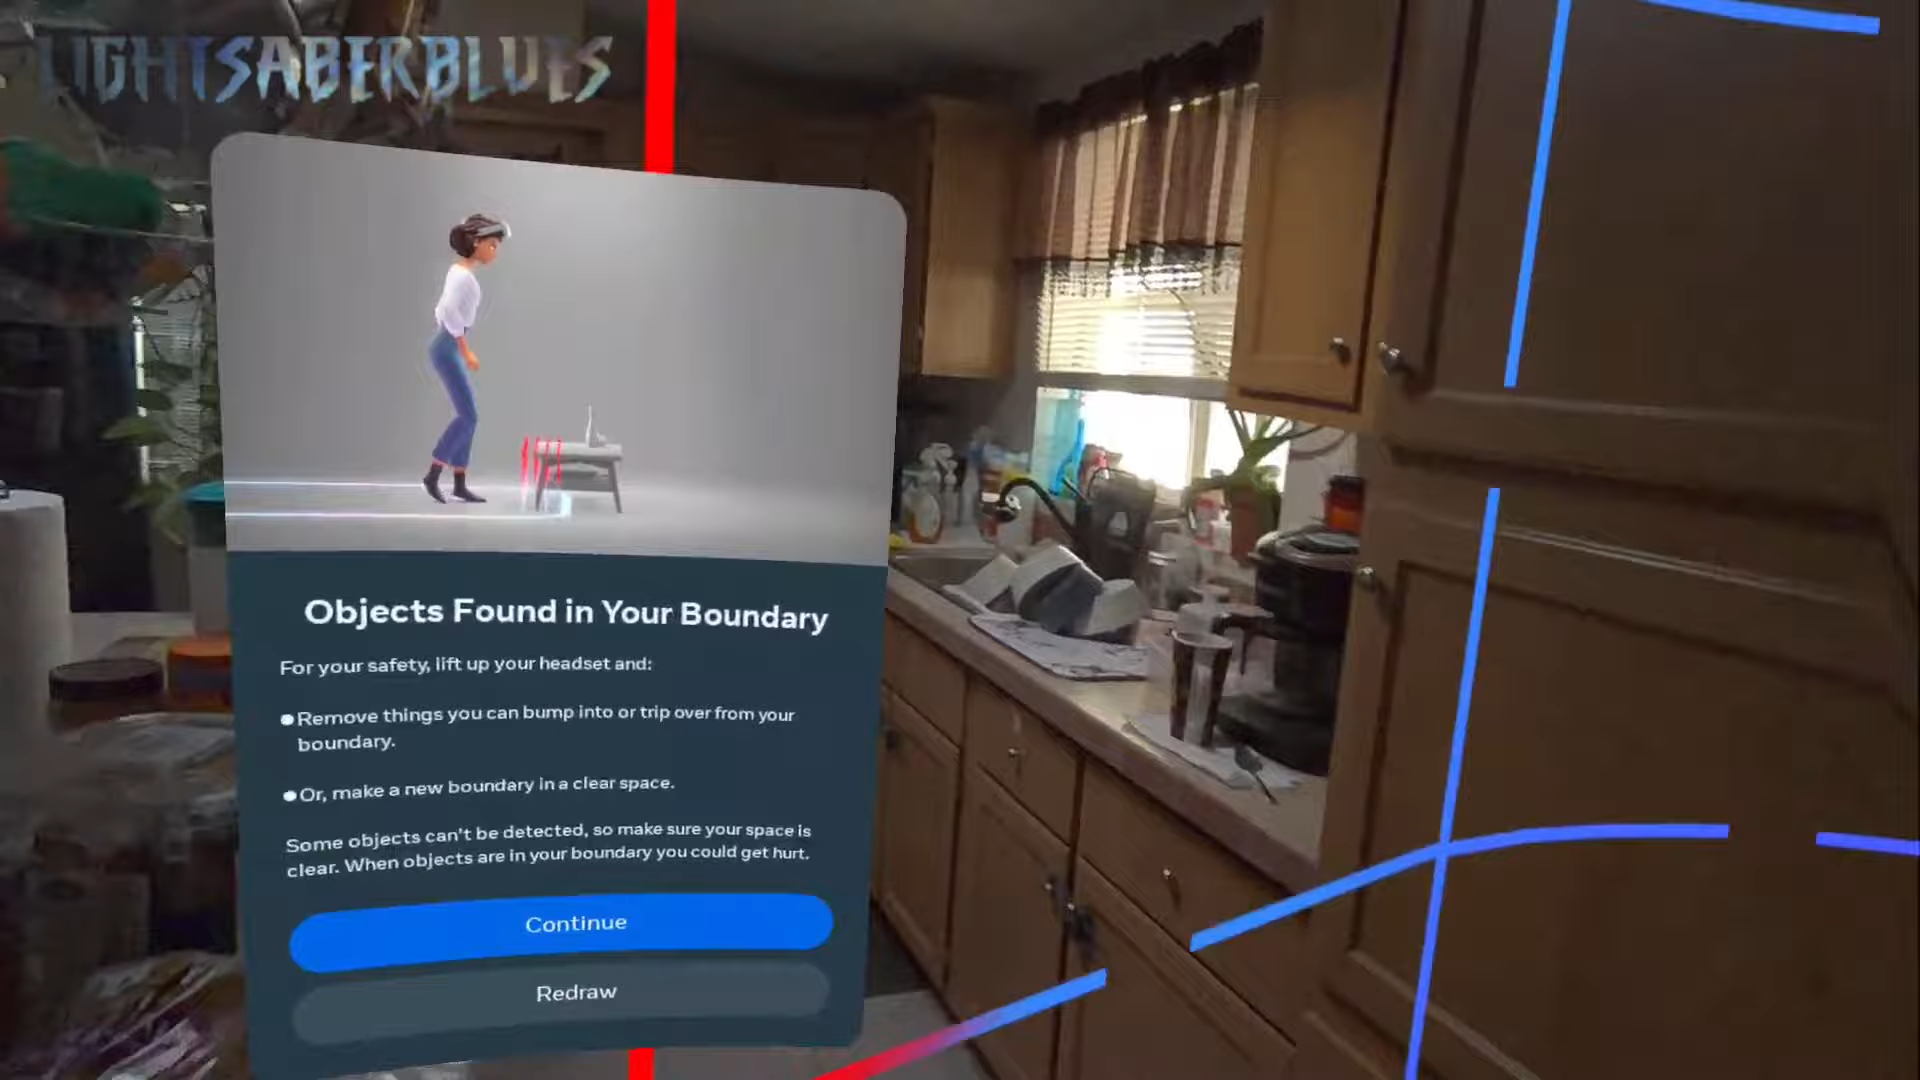 LIGHTSABERBLUES
Objects Found in Your Boundary
For your safety, lift up your headset and:
Remove things you can bump into or trip over from your
boundary.
Or, make a new boundary in a clear space.
Some objects can't be detected, so make sure your space is
clear. When objects are in your boundary you could get hurt.
Continue
Redraw